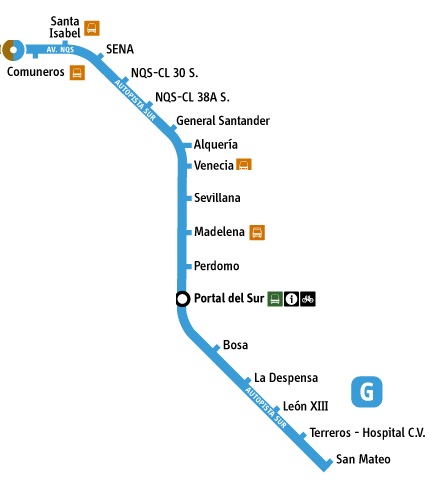 Santa
Isabel
AV. NQS
SENA
Comuneros
NQS-CL 30 S.
AUTOPISTA SUR
NQS-CL 38A S.
General Santander
Alquería
Venecia
Sevillana
Madelena
Perdomo
Portal del Sur
i
Bosa
La Despensa
G
AUTOPISTA SUR
León XIII
Terreros - Hospital C.V.
San Mateo